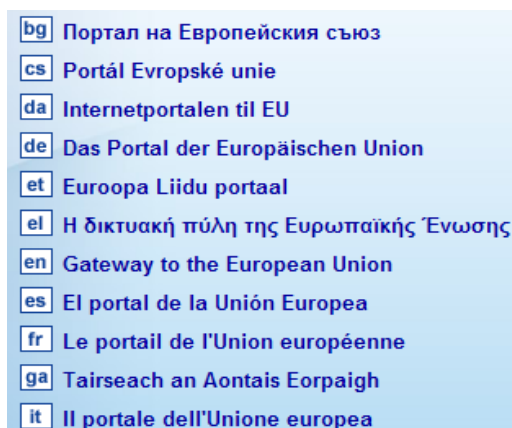 bg Портал на Европейския съюз
cs Portál Evropské unie
da Internetportalen til EU
de Das Portal der Europäischen Union
et Euroopa Liidu portaal
el Η δικτυακή πύλη της Ευρωπαϊκής Ένωσης
en Gateway to the European Union
es El portal de la Unión Europea
fr Le portail de l'Union européenne
ga Tairseach an Aontais Eorpaigh
it Il portale dell'Unione europea